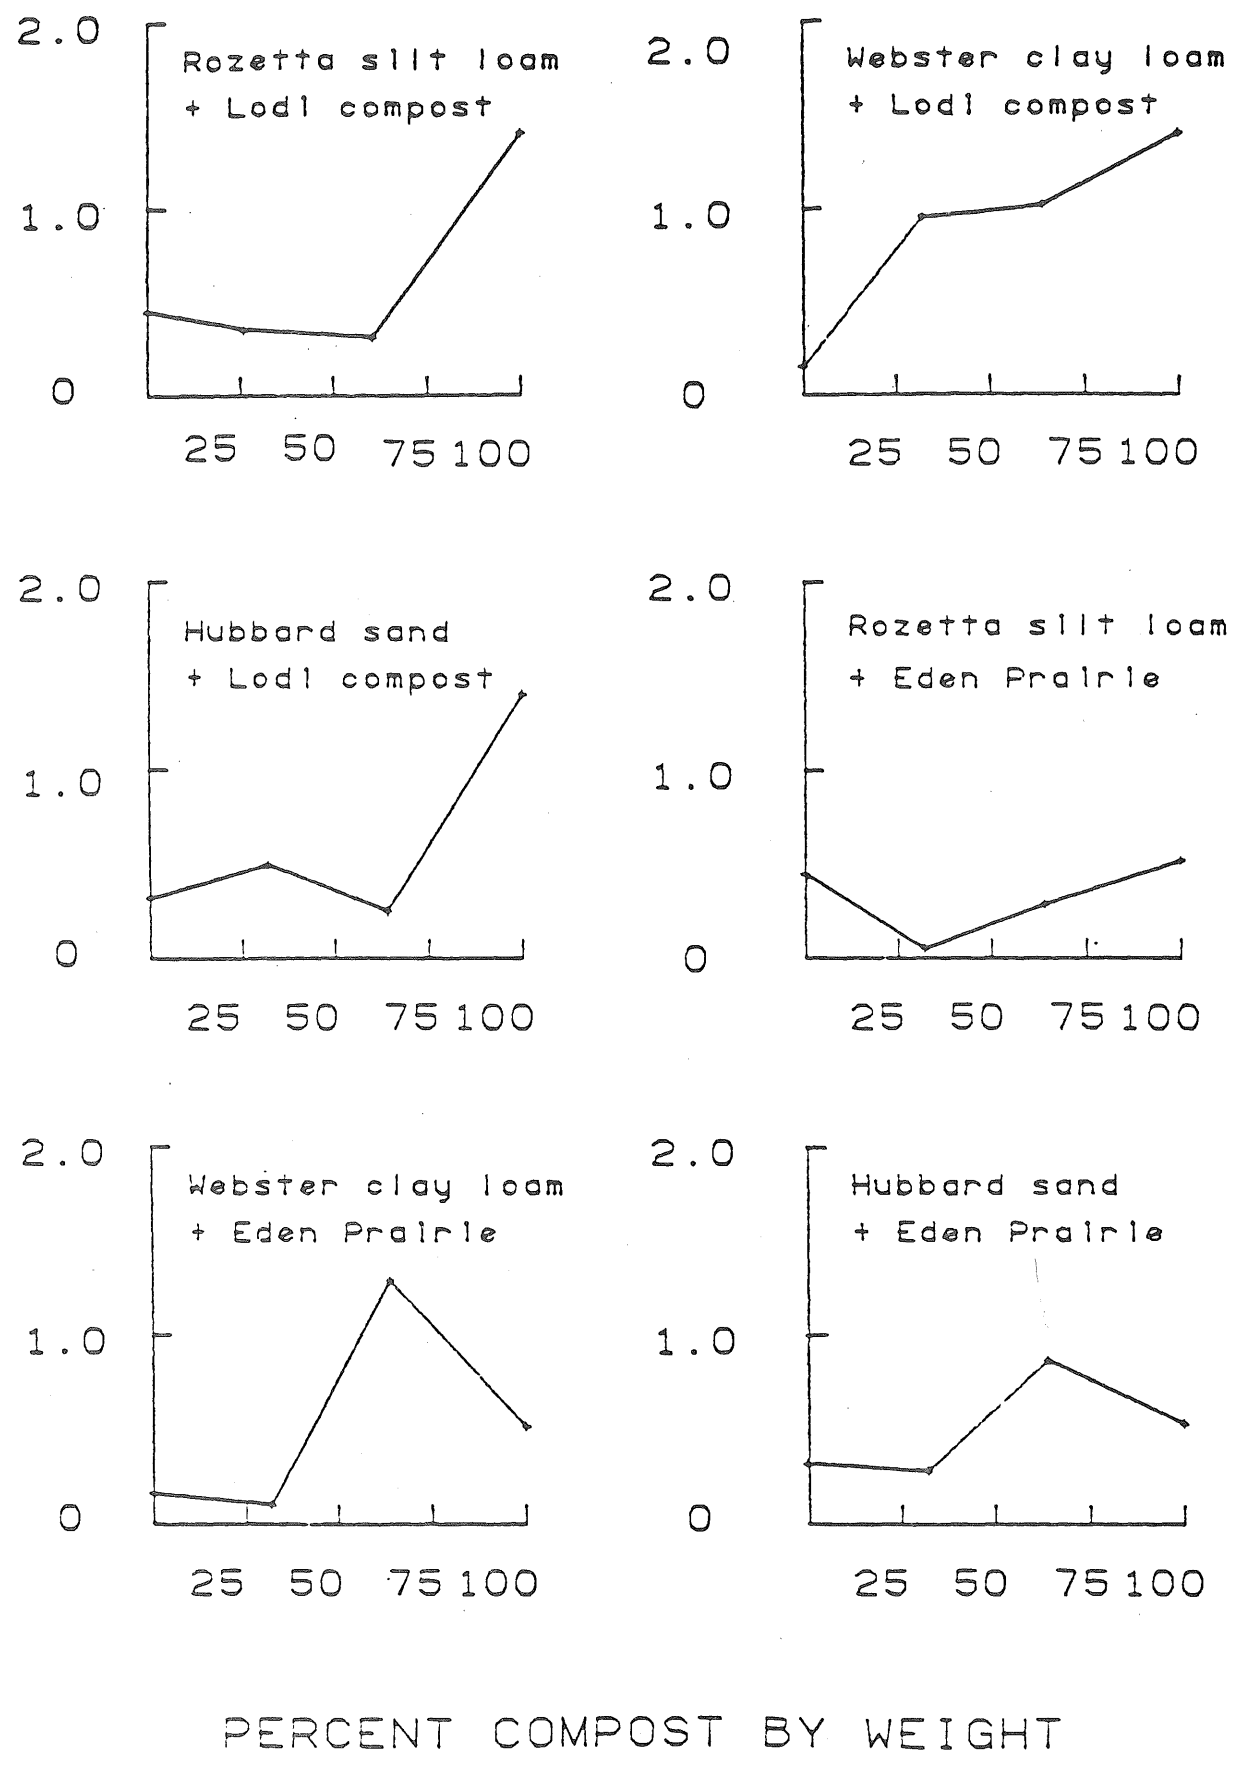 2.0
Rozetta silt loam
+ Lodi compost
1.0
0
25 50 75 100
2.0
Webster clay loam
+ Lodi compost
1.0
0
25 50 75 100
2.0
Hubbard sand
+ Lodi compost
1.0
0
25 50 75 100
2.0
Rozetta silt loam
+ Eden Prairie
1.0
0
25 50 75 100
2.0
Webster clay loam
+ Eden Prairie
1.0
0
25 50 75 100
2.0
Hubbard sand
+ Eden Prairie
1.0
0
25 50 75 100
PERCENT COMPOST BY WEIGHT